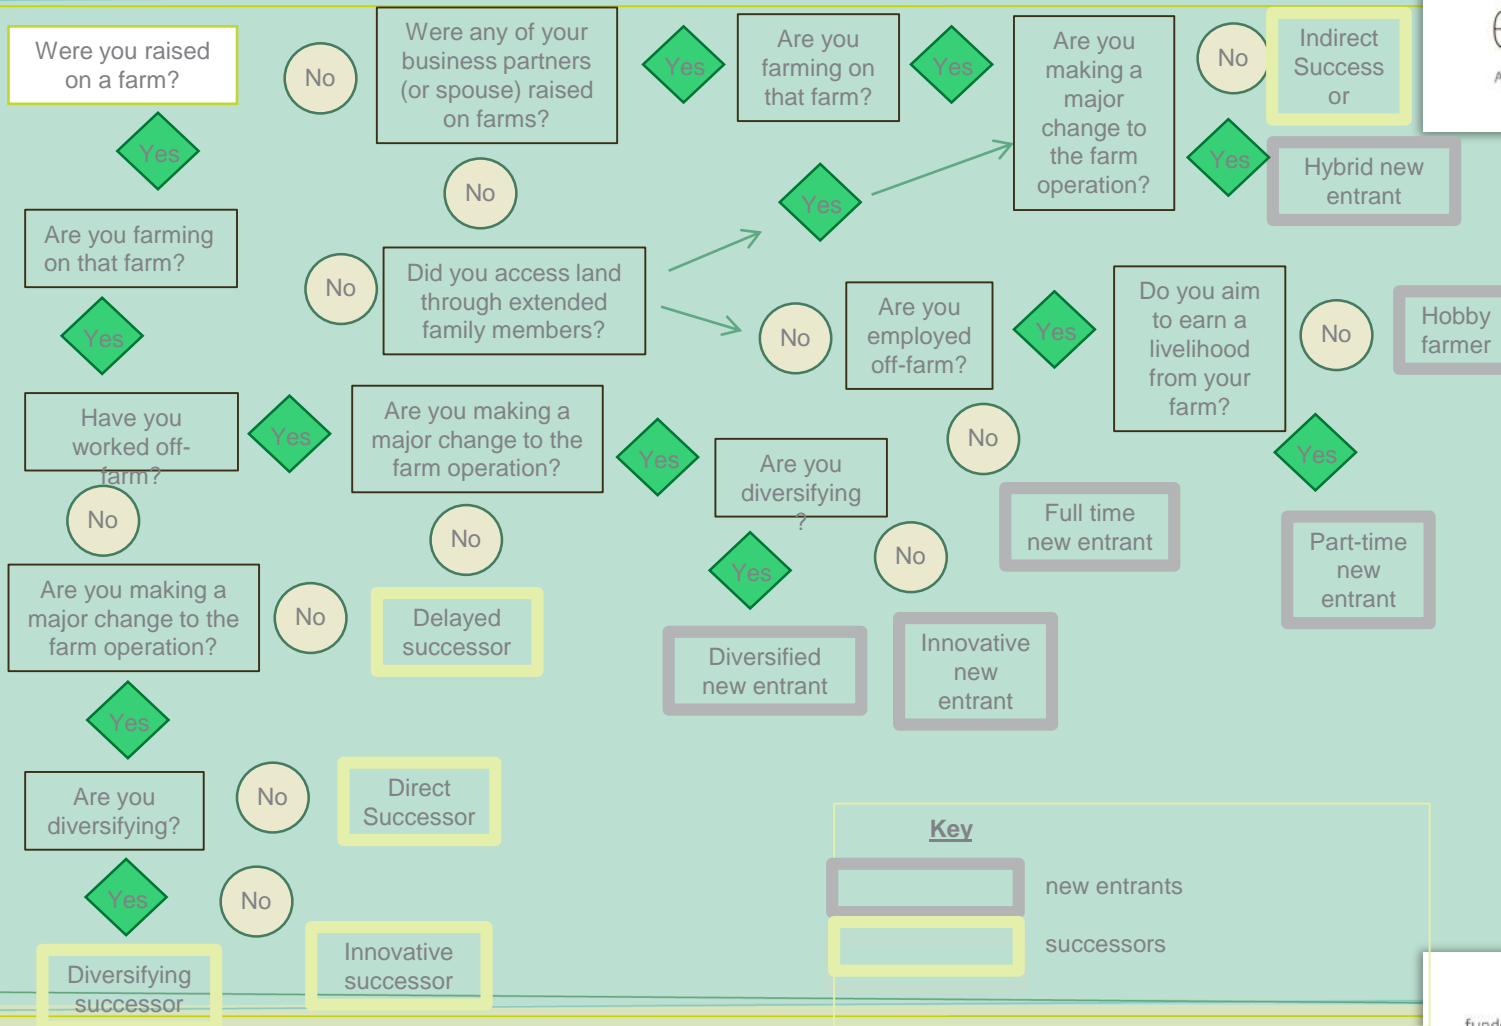 Were you raised
on a farm?
No
Were any of your
business partners
(or spouse) raised
on farms?
Yes
Are you
farming on
that farm?
Yes
Are you
making a
major
change to
the farm
operation?
No
Indirect
Success
or
Yes
Hybrid new
entrant
Yes
No
Yes
Are you farming
on that farm?
No
Did you access land
through extended
family members?
No
Are you
employed
off-farm?
Yes
Do you aim
to earn a
livelihood
from your
farm?
No
Hobby
farmer
Yes
Have you
worked off-
farm?
Yes
Are you making a
major change to the
farm operation?
Yes
Are you
diversifying
?
No
Full time
new entrant
Yes
Part-time
new
entrant
No
No
Yes
No
Are you making a
major change to the
farm operation?
No
Delayed
successor
Diversified
new entrant
Innovative
new
entrant
Yes
Are you
diversifying?
No
Direct
Successor
Yes
No
Diversifying
successor
Innovative
successor
Key
new entrants
successors